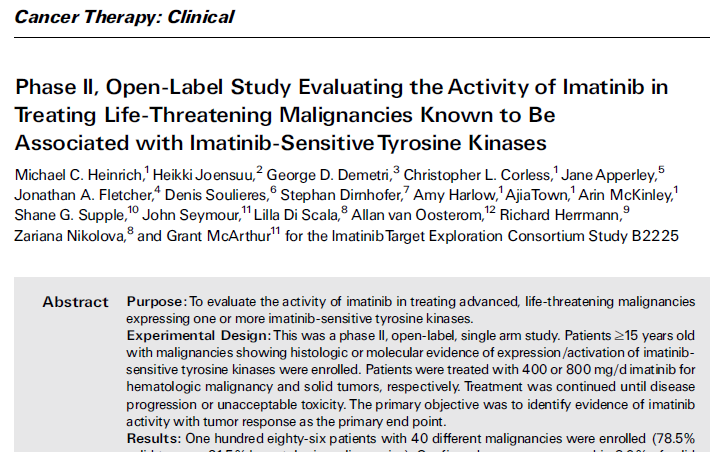 Cancer Therapy: Clinical
Phase II, Open-Label Study Evaluating the Activity of Imatinib in
Treating Life-Threatening Malignancies Known to Be
Associated with Imatinib-Sensitive Tyrosine Kinases
Michael C. Heinrich,1 Heikki Joensuu,2 George D. Demetri,3 Christopher L. Corless,1 Jane Apperley,5
Jonathan A. Fletcher,4 Denis Soulieres,6 Stephan Dirnhofer,7 Amy Harlow,1 Ajia Town,1 Arin McKinley,1
Shane G. Supple,10 John Seymour,11 Lilla Di Scala,8 Allan van Oosterom,12 Richard Herrmann,9
Zariana Nikolova,8 and Grant McArthur11 for the Imatinib Target Exploration Consortium Study B2225
Abstract Purpose: To evaluate the activity of imatinib in treating advanced, life-threatening malignancies
expressing one or more imatinib-sensitive tyrosine kinases.
Experimental Design: This was a phase II, open-label, single arm study. Patients ≥15 years old
with malignancies showing histologic or molecular evidence of expression/activation of imatinib-
sensitive tyrosine kinases were enrolled. Patients were treated with 400 or 800 mg/d imatinib for
hematologic malignancy and solid tumors, respectively. Treatment was continued until disease
progression or unacceptable toxicity. The primary objective was to identify evidence of imatinib
activity with tumor response as the primary end point.
Results: One hundred eighty-six patients with 40 different malignancies were enrolled (78.5%